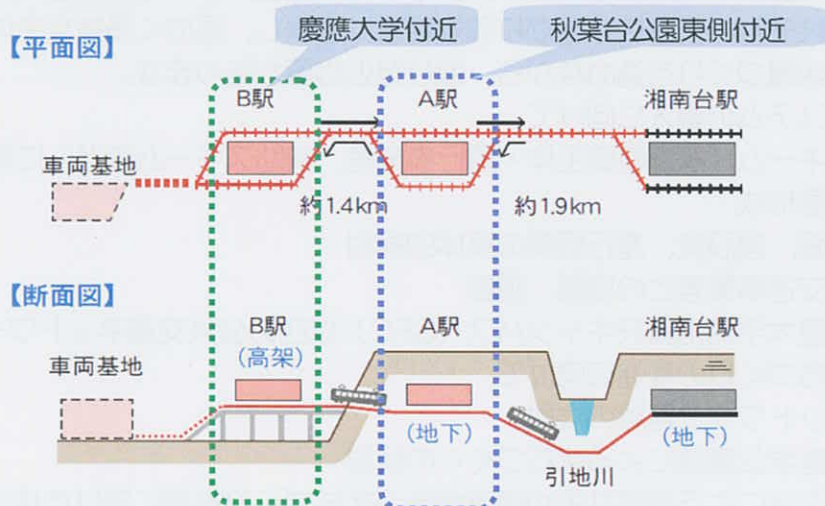 慶應大学付近
秋葉台公園東側付近
【平面図】
B駅
A駅
湘南台駅
車両基地
約1.4km
約1.9km
【断面図】
B駅
A駅
湘南台駅
車両基地
(高架)
(地下)
(地下)
引地川